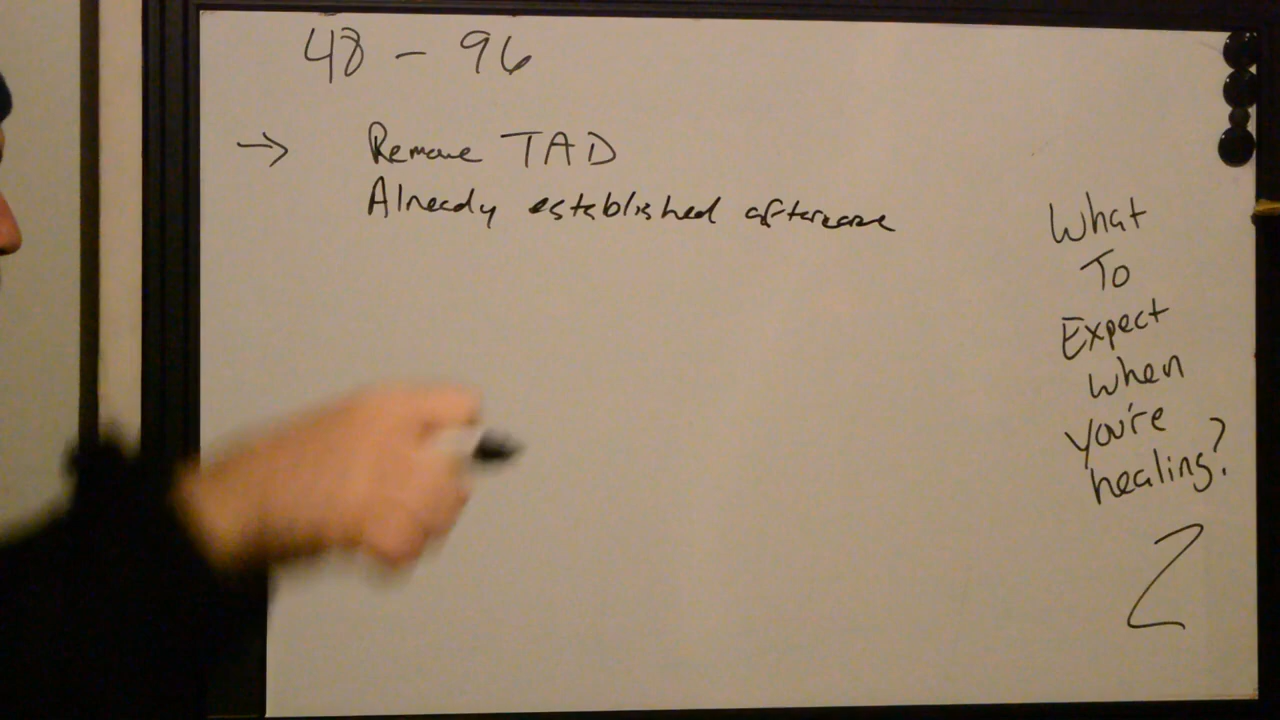 48 - 96
→ Remove TAD
Already established aftercare
What
To
Expect
when
you're
healing?
2